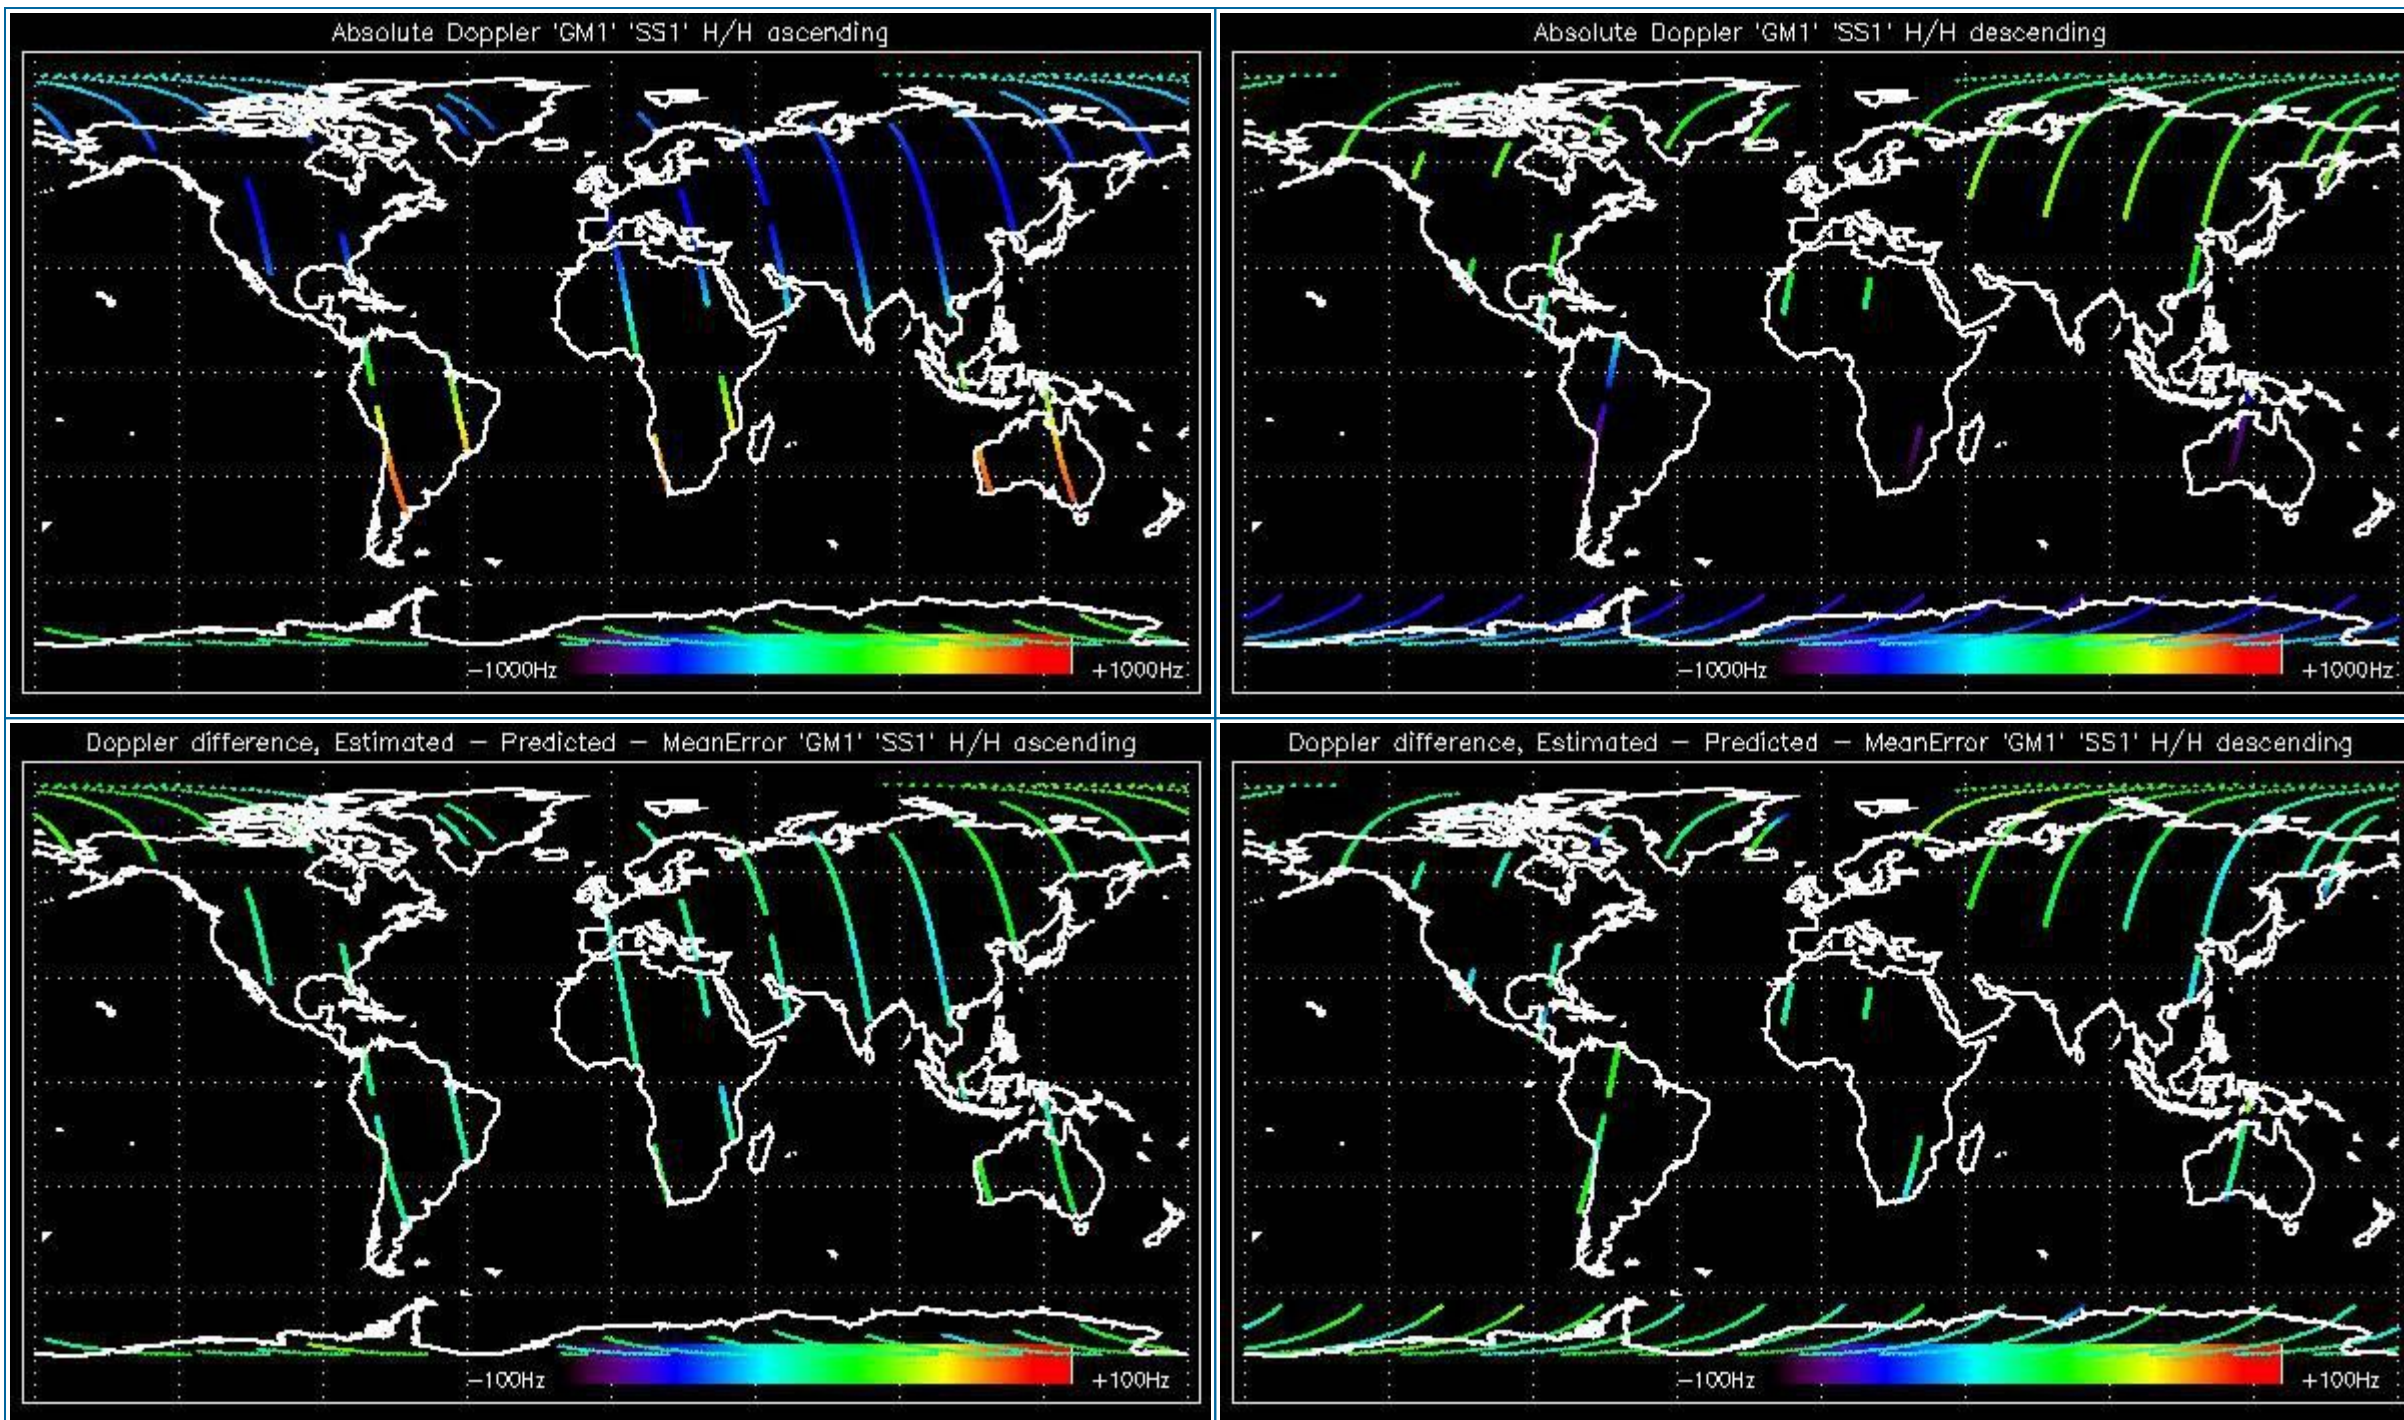 Absolute Doppler 'GM1' 'SS1' H/H ascending
−1000Hz
+1000Hz
Absolute Doppler 'GM1' 'SS1' H/H descending
−1000Hz
+1000Hz
Doppler difference, Estimated − Predicted − MeanError 'GM1' 'SS1' H/H ascending
−100Hz
+100Hz
Doppler difference, Estimated − Predicted − MeanError 'GM1' 'SS1' H/H descending
−100Hz
+100Hz